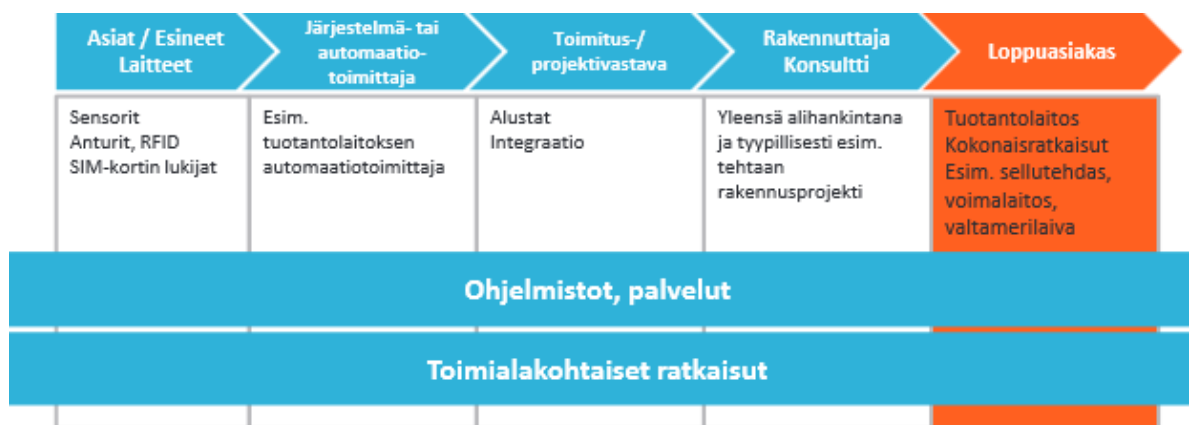 Asiat / Esineet
Laitteet
Järjestelmä- tai
automaatio-
toimittaja
Toimitus-/
projektivastava
Rakennuttaja
Konsultti
Loppuasiakas
Sensorit
Anturit, RFID
SIM-kortin lukijat
Esim.
tuotantolaitoksen
automaatiotoimittaja
Alustat
Integraatio
Yleensä alihankintana
ja tyypillisesti esim.
tehtaan
rakennusprojekti
Tuotantolaitos
Kokonaisratkaisut
Esim. sellutehdas,
voimalaitos,
valtamerilaiva
Ohjelmistot, palvelut
Toimialakohtaiset ratkaisut